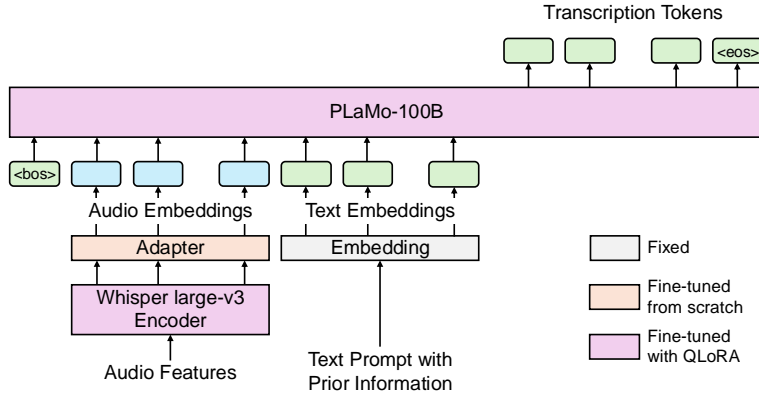 Transcription Tokens
<eos>
PLaMo-100B
<bos>
Audio Embeddings
Text Embeddings
Adapter
Embedding
Whisper large-v3
Encoder
Audio Features
Text Prompt with
Prior Information
Fixed
Fine-tuned
from scratch
Fine-tuned
with QLoRA